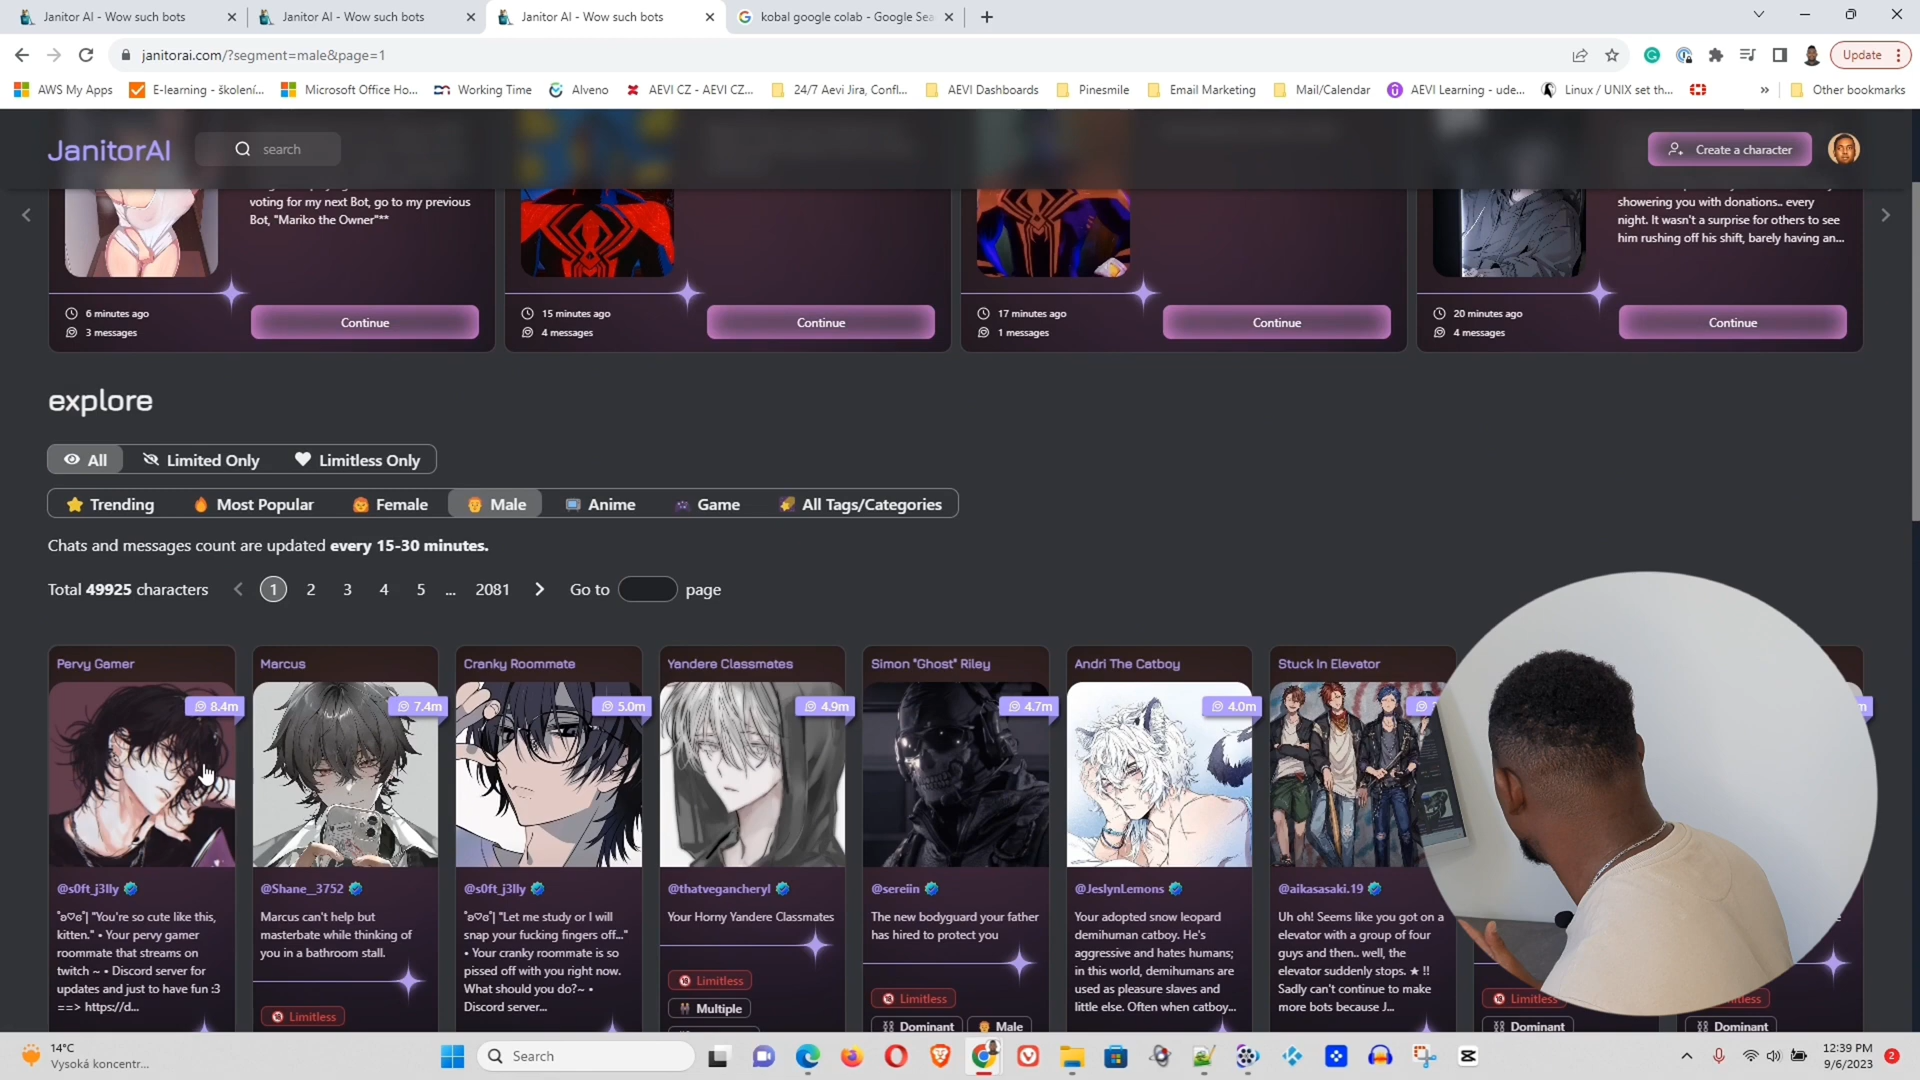 Janitor AI - Wow such bots
Janitor AI - Wow such bots
Janitor AI - Wow such bots
kobal google colab - Google Sea
janitorai.com/?segment=male&page=1
Update
AWS My Apps
E-learning - školení...
Microsoft Office Ho...
Working Time
Alveno
AEVI CZ - AEVI CZ...
24/7 Aevi Jira, Confl...
AEVI Dashboards
Pinesmile
Email Marketing
Mail/Calendar
AEVI Learning - ude...
Linux / UNIX set th...
»
Other bookmarks
JanitorAI
search
Create a character
voting for my next Bot, go to my previous
Bot, "Mariko the Owner"**
showering you with donations.. every
night. It wasn't a surprise for others to see
him rushing off his shift, barely having an...
6 minutes ago
3 messages
Continue
15 minutes ago
4 messages
Continue
17 minutes ago
1 messages
Continue
20 minutes ago
4 messages
Continue
explore
All
Limited Only
Limitless Only
Trending
Most Popular
Female
Male
Anime
Game
All Tags/Categories
Chats and messages count are updated every 15-30 minutes.
Total 49925 characters
1 2 3 4 5 ... 2081
Go to
page
Pervy Gamer
8.4m
@s0ft_j3lly
"You're so cute like this,
kitten." • Your pervy gamer
roommate that streams on
twitch ~ • Discord server for
updates and just to have fun :3
==> https://d...
Marcus
7.4m
@Shane_3752
Marcus can't help but
masterbate while thinking of
you in a bathroom stall.
Limitless
Cranky Roommate
5.0m
@s0ft_j3lly
"Let me study or I will
snap your fucking fingers off..."
• Your cranky roommate is so
pissed off with you right now.
What should you do?~ •
Discord server...
Yandere Classmates
4.9m
@thatvegancheryl
Your Horny Yandere Classmates
Limitless
Multiple
Simon "Ghost" Riley
4.7m
@sereiin
The new bodyguard your father
has hired to protect you
Limitless
Dominant
Male
Andri The Catboy
4.0m
@JeslynLemons
Your adopted snow leopard
demihuman catboy. He's
aggressive and hates humans;
in this world, demihumans are
used as pleasure slaves and
little else. Often when catboy...
Stuck In Elevator
@aikasasaki.19
Uh oh! Seems like you got on a
elevator with a group of four
guys and then.. well, the
elevator suddenly stops. ★ !!
Sadly can't continue to make
more bots because J...
Limitless
Dominant
Dominant
14°C
Vysoká koncentr...
Search
12:39 PM
9/6/2023
2